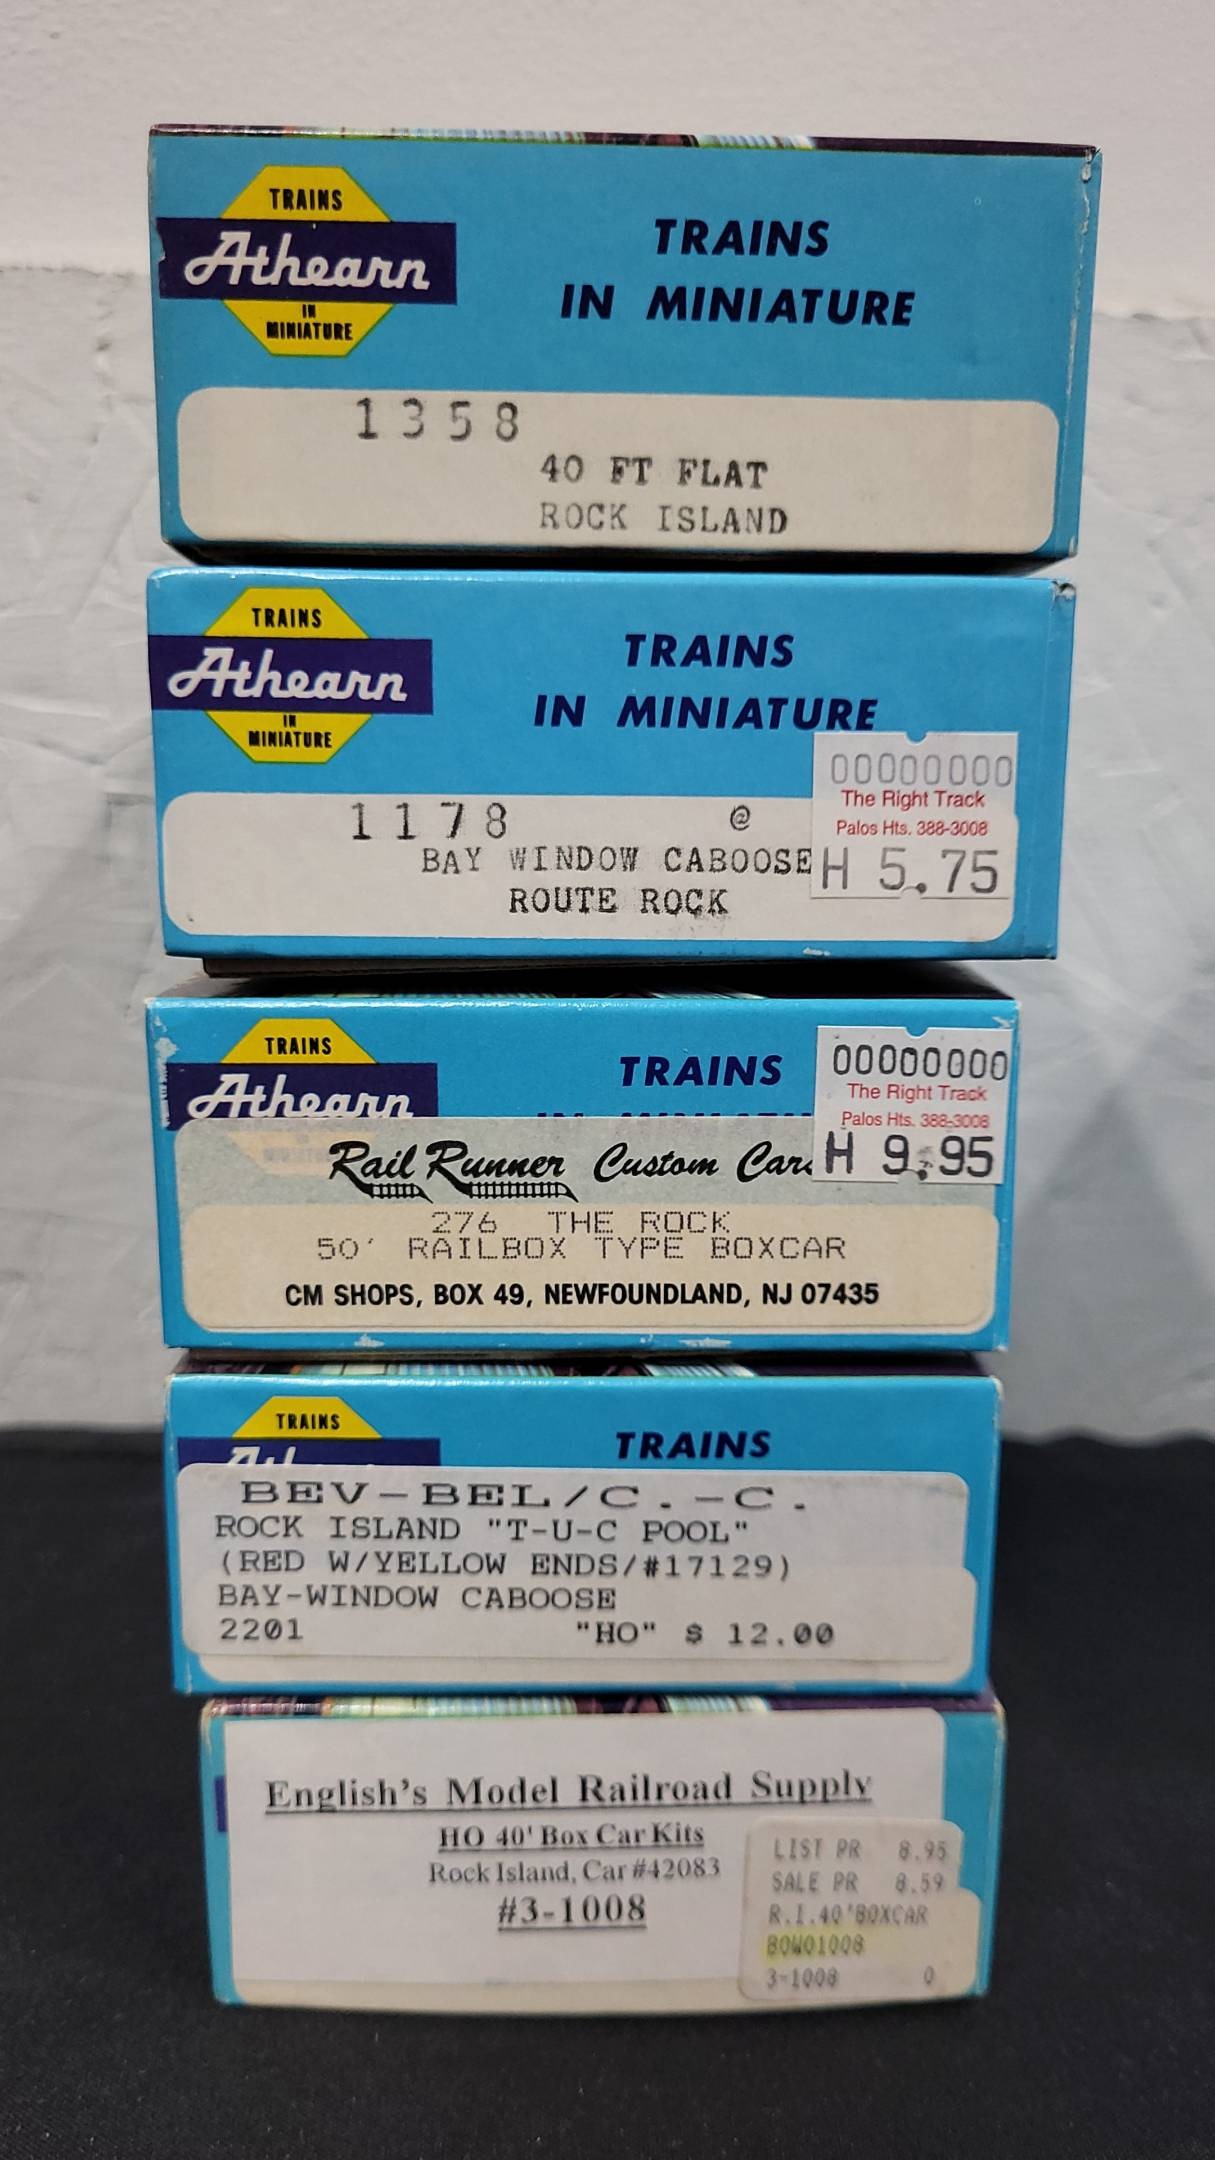 TRAINS
Athearn
IN
MINIATURE
TRAINS
IN MINIATURE
1358
40 FT FLAT
ROCK ISLAND
TRAINS
Athearn
IN
MINIATURE
TRAINS
IN MINIATURE
1178 @
BAY WINDOW CABOOSE
ROUTE ROCK
00000000
The Right Track
Palos Hts. 388-3008
H 5.75
TRAINS
Athearn
TRAINS
00000000
The Right Track
Palos Hts. 388-3008
H 9.95
Rail Runner Custom Cars
276 THE ROCK
50' RAILBOX TYPE BOXCAR
CM SHOPS, BOX 49, NEWFOUNDLAND, NJ 07435
TRAINS
TRAINS
BEV-BEL/C.-C.
ROCK ISLAND "T-U-C POOL"
(RED W/YELLOW ENDS/#17129)
BAY-WINDOW CABOOSE
2201 "HO" $ 12.00
English's Model Railroad Supply
HO 40' Box Car Kits
Rock Island, Car #42083
#3-1008
LIST PR 8.95
SALE PR 8.59
R.I.40'BOXCAR
BOW01008
3-1008 0